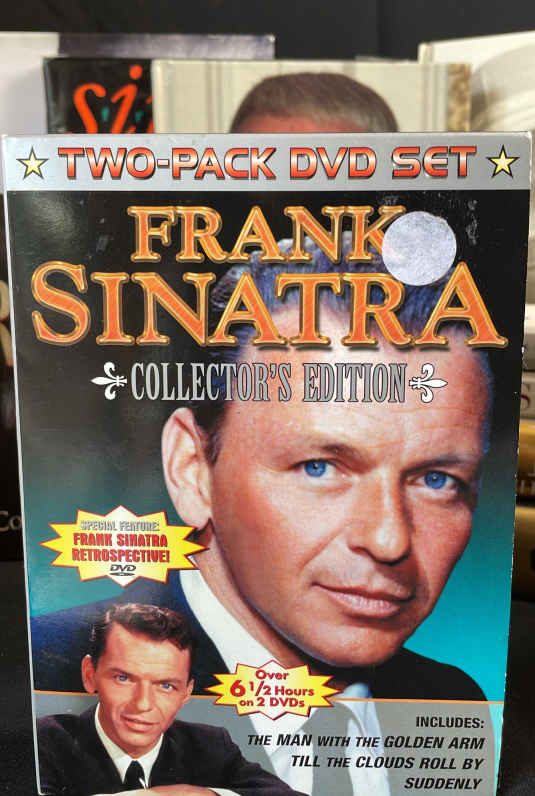 TWO-PACK DVD SET
FRANK
SINATRA
COLLECTOR'S EDITION
SPECIAL FEATURE:
FRANK SINATRA
RETROSPECTIVE!
DVD
Over
6 1/2 Hours
on 2 DVDs
INCLUDES:
THE MAN WITH THE GOLDEN ARM
TILL THE CLOUDS ROLL BY
SUDDENLY